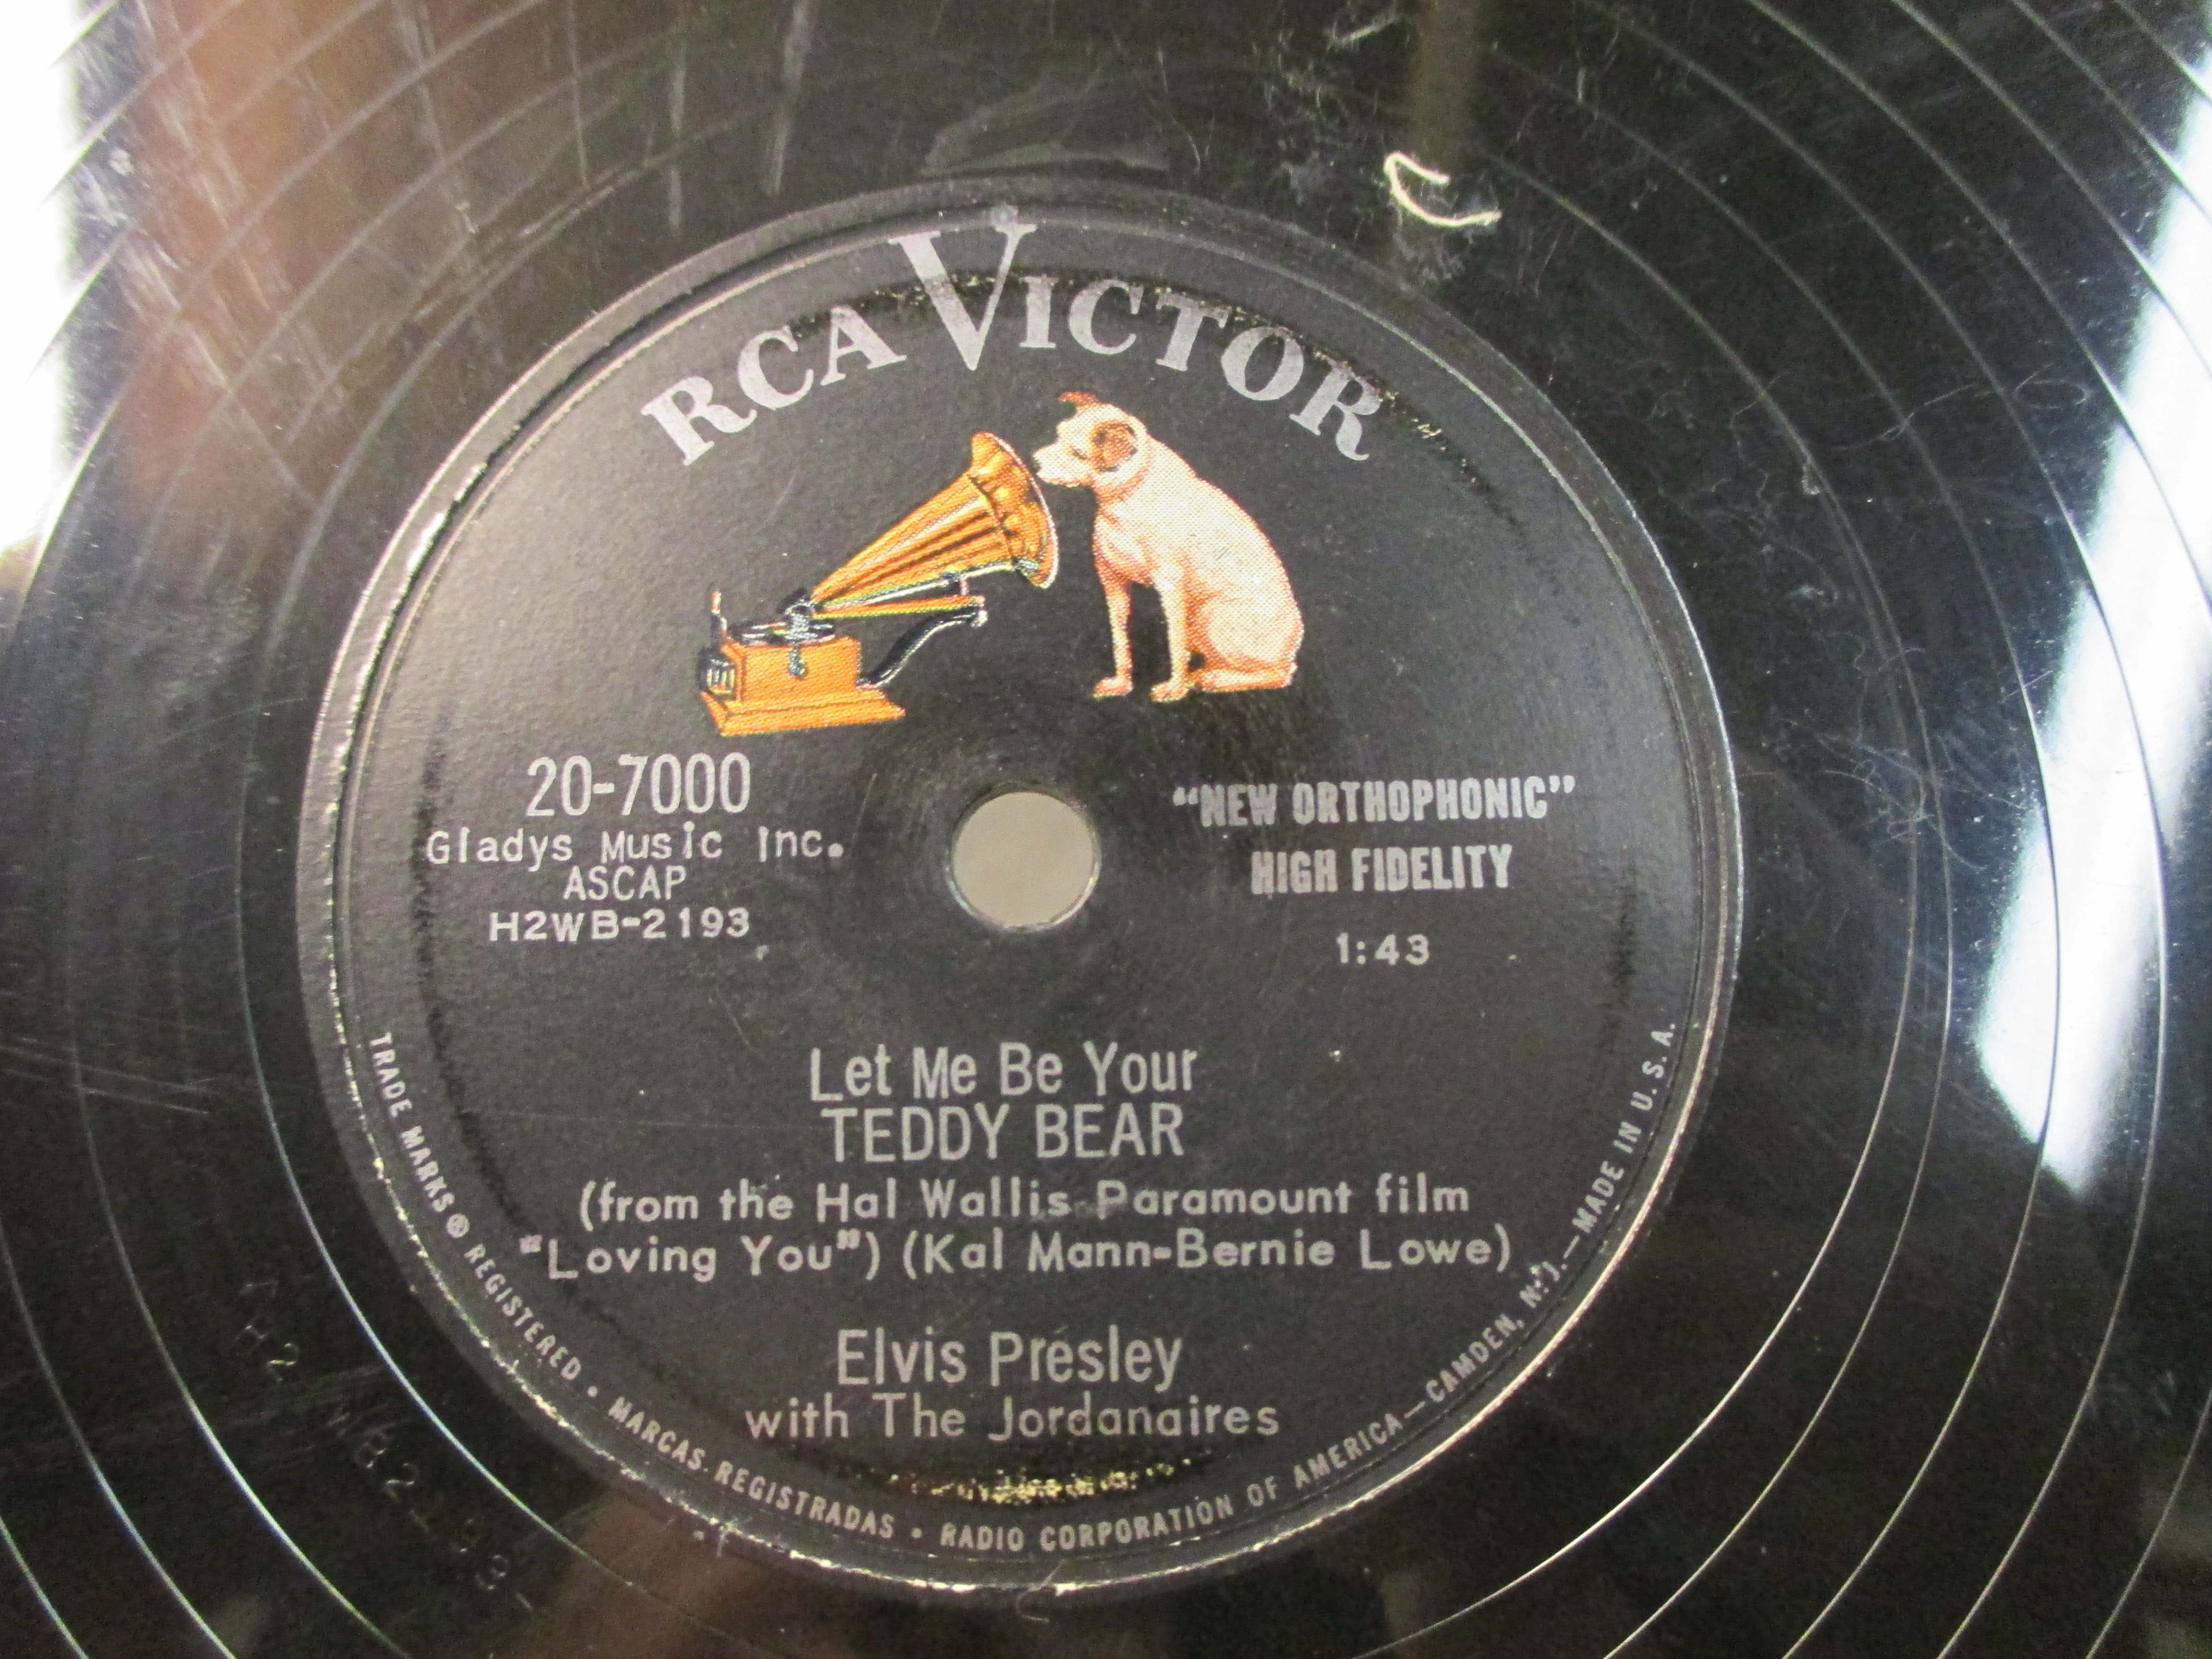 RCA VICTOR
20-7000
Gladys Music Inc.
ASCAP
H2WB-2193
"NEW ORTHOPHONIC"
HIGH FIDELITY
1:43
Let Me Be Your
TEDDY BEAR
(from the Hal Wallis Paramount film
"Loving You") (Kal Mann-Bernie Lowe)
Elvis Presley
with The Jordanaires
TRADE MARKS ® REGISTERED • MARCAS REGISTRADAS • RADIO CORPORATION OF AMERICA — CAMDEN, N. J. — MADE IN U. S. A.